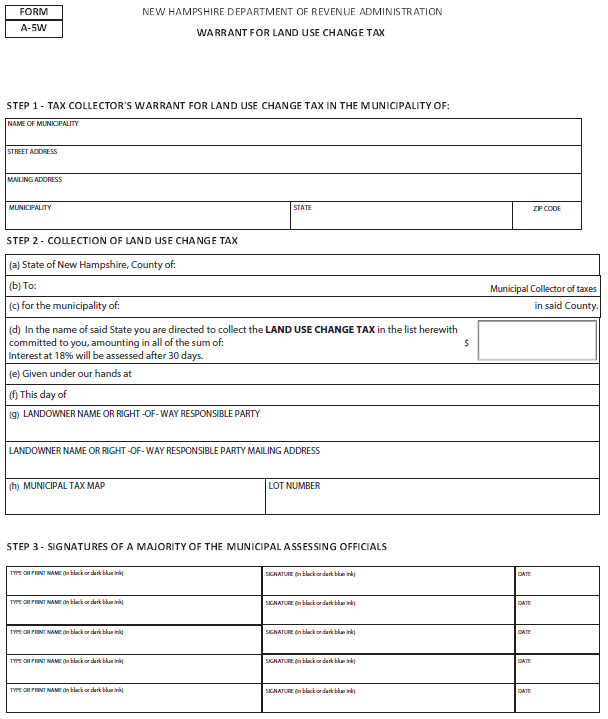 FORM
A-5W
NEW HAMPSHIRE DEPARTMENT OF REVENUE ADMINISTRATION
WARRANT FOR LAND USE CHANGE TAX
STEP 1 - TAX COLLECTOR'S WARRANT FOR LAND USE CHANGE TAX IN THE MUNICIPALITY OF:
NAME OF MUNICIPALITY
STREET ADDRESS
MAILING ADDRESS
MUNICIPALITY STATE ZIP CODE
STEP 2 - COLLECTION OF LAND USE CHANGE TAX
(a) State of New Hampshire, County of:
(b) To: Municipal Collector of taxes
(c) for the municipality of: in said County.
(d) In the name of said State you are directed to collect the LAND USE CHANGE TAX in the list herewith
committed to you, amounting in all of the sum of: $
Interest at 18% will be assessed after 30 days.
(e) Given under our hands at
(f) This day of
(g) LANDOWNER NAME OR RIGHT -OF- WAY RESPONSIBLE PARTY
LANDOWNER NAME OR RIGHT -OF- WAY RESPONSIBLE PARTY MAILING ADDRESS
(h) MUNICIPAL TAX MAP LOT NUMBER
STEP 3 - SIGNATURES OF A MAJORITY OF THE MUNICIPAL ASSESSING OFFICIALS
TYPE OR PRINT NAME (in black or dark blue ink) SIGNATURE (in black or dark blue ink) DATE
TYPE OR PRINT NAME (in black or dark blue ink) SIGNATURE (in black or dark blue ink) DATE
TYPE OR PRINT NAME (in black or dark blue ink) SIGNATURE (in black or dark blue ink) DATE
TYPE OR PRINT NAME (in black or dark blue ink) SIGNATURE (in black or dark blue ink) DATE
TYPE OR PRINT NAME (in black or dark blue ink) SIGNATURE (in black or dark blue ink) DATE